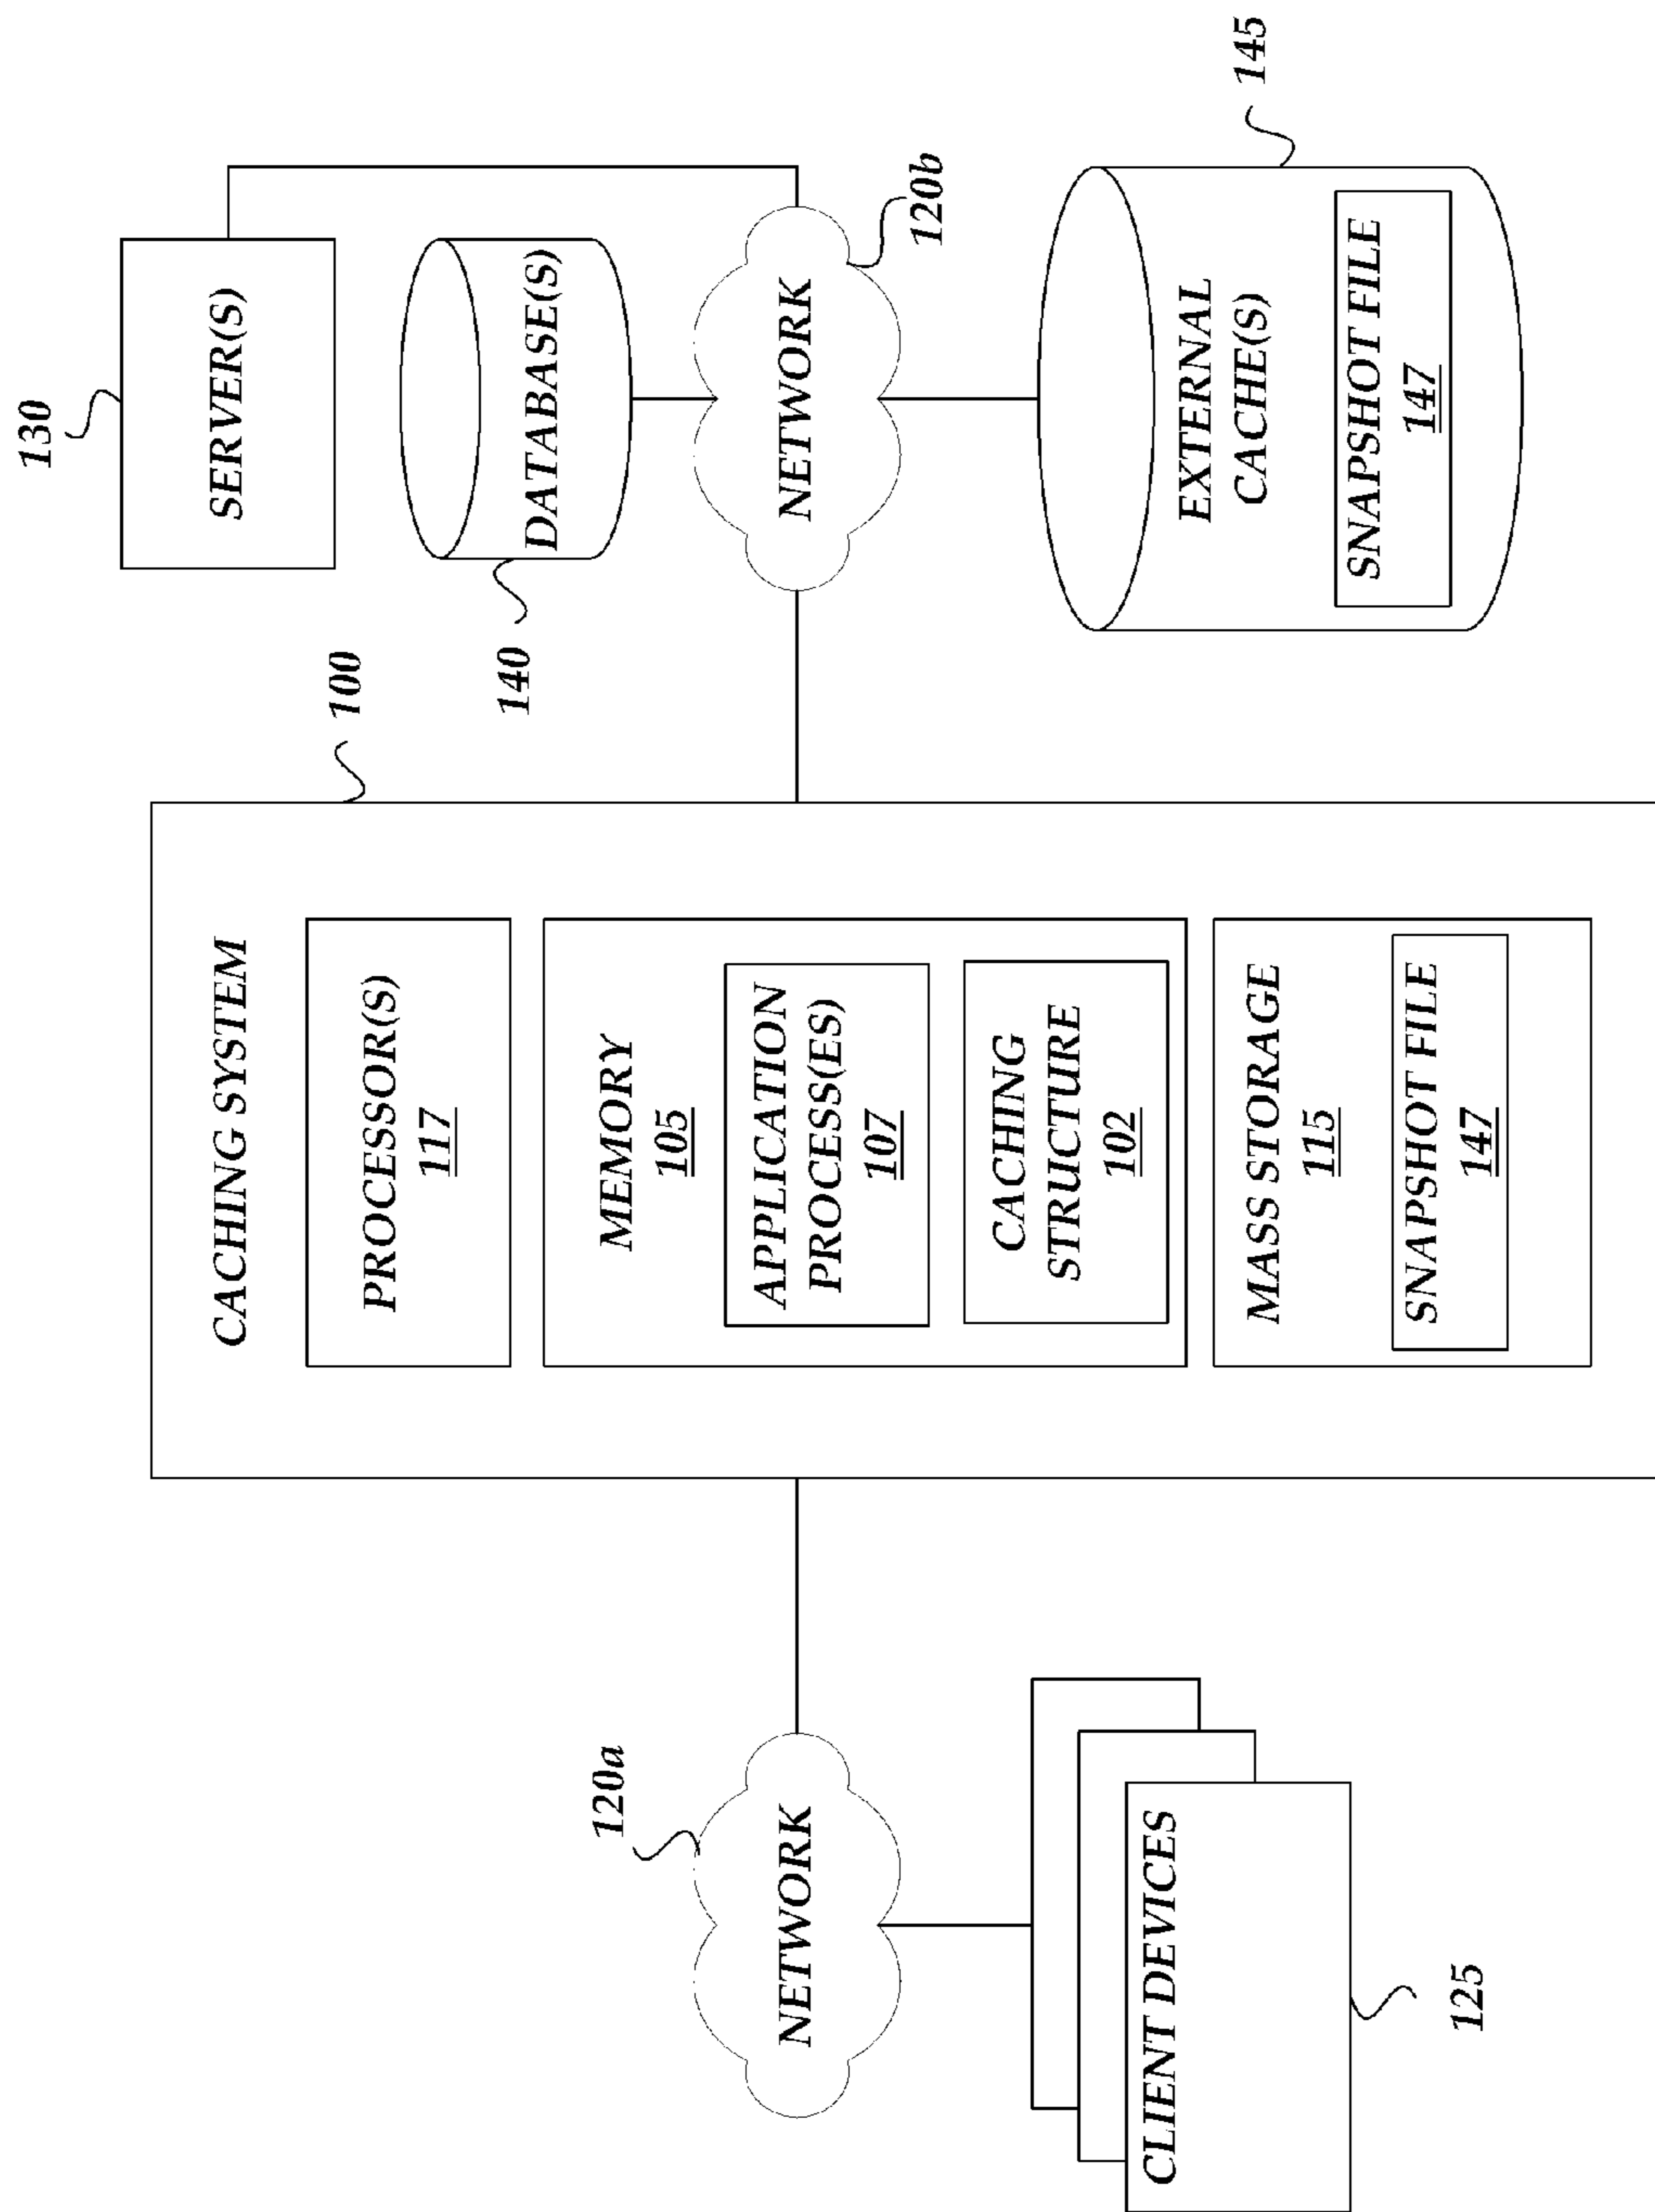 CACHING SYSTEM
100
PROCESSOR(S)
117
MEMORY
105
APPLICATION
PROCESS(ES)
107
CACHING
STRUCTURE
102
MASS STORAGE
115
SNAPSHOT FILE
147
120a
NETWORK
CLIENT DEVICES
125
130
SERVER(S)
DATABASE(S)
140
NETWORK
120b
EXTERNAL
CACHE(S)
SNAPSHOT FILE
147
145